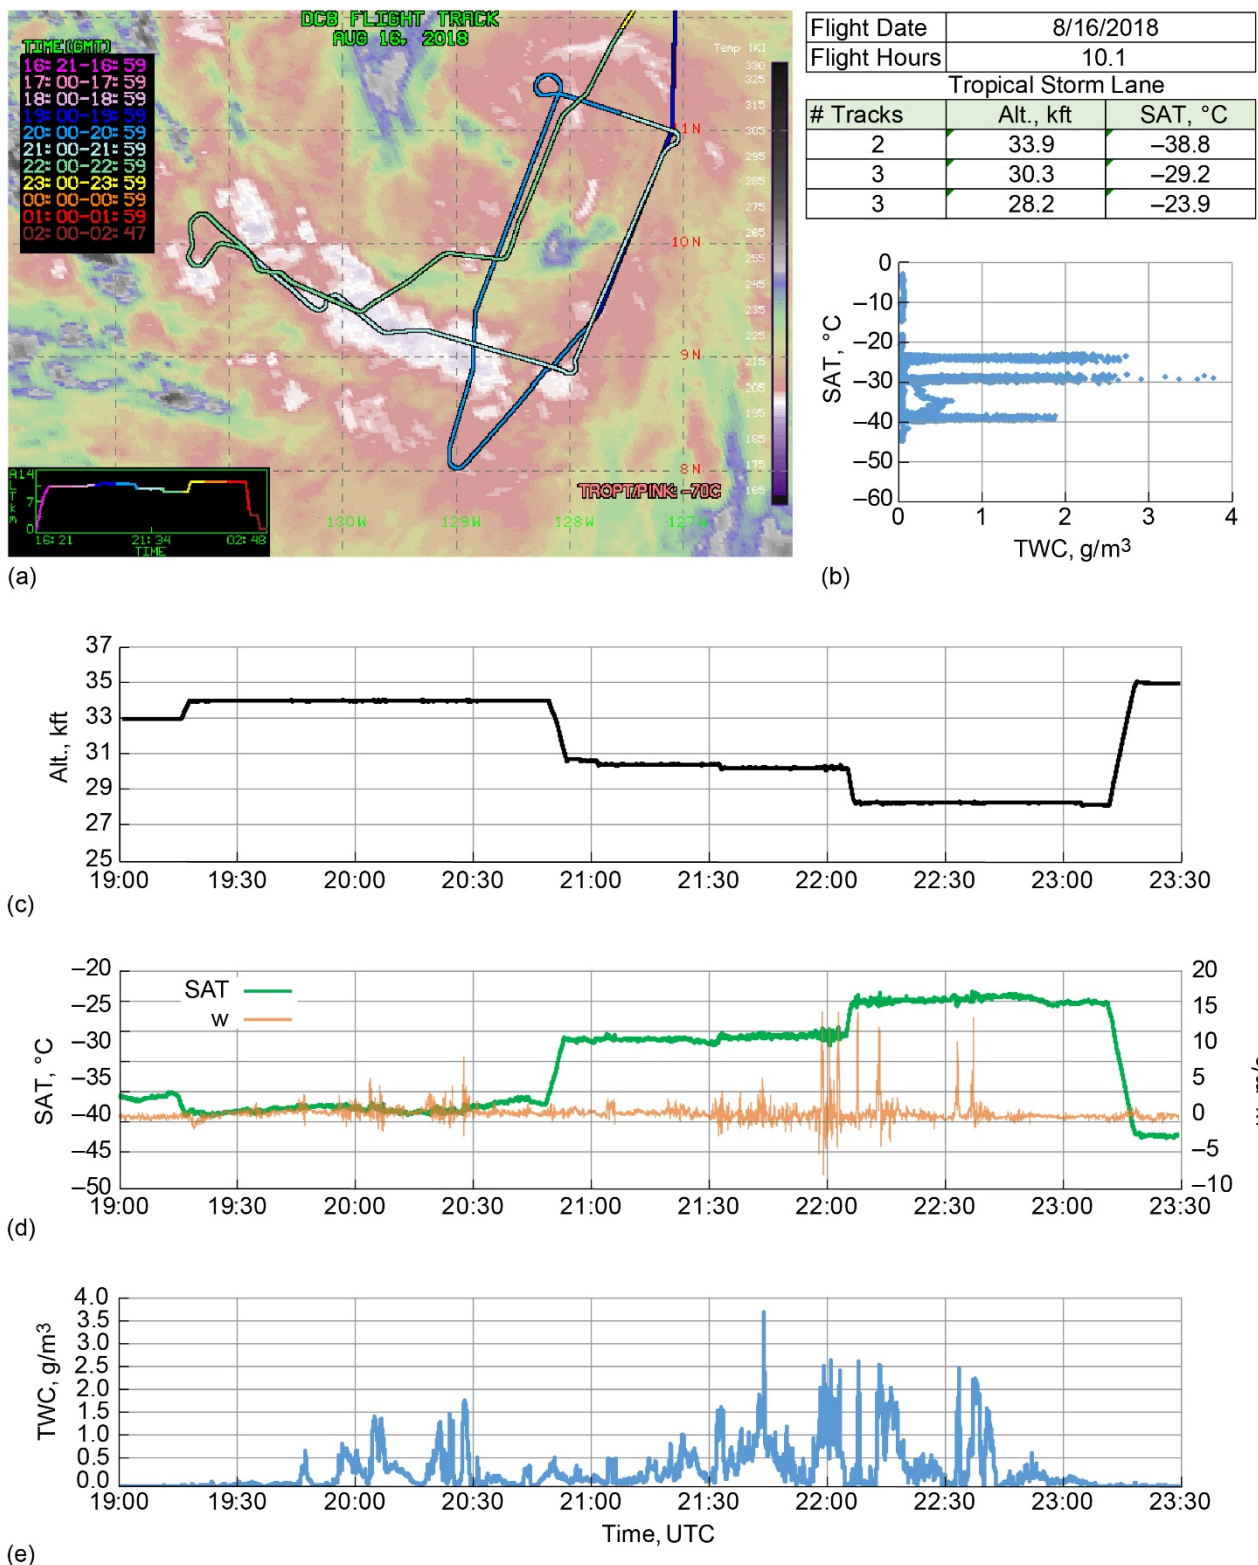 DC8 FLIGHT TRACK
AUG 16, 2018
TIME(GMT)
16:21-16:59
17:00-17:59
18:00-18:59
19:00-19:59
20:00-20:59
21:00-21:59
22:00-22:59
23:00-23:59
00:00-00:59
01:00-01:59
02:00-02:47
Temp [K]
330
325
315
305
295
285
275
265
255
245
235
225
215
205
195
185
175
165
11N
10N
9N
8N
130W
129W
128W
127W
TROPT/PINK:-70C
ALT km
14
7
0
16:21
21:34
02:48
TIME
(a)
Flight Date 8/16/2018
Flight Hours 10.1
Tropical Storm Lane
# Tracks Alt., kft SAT, °C
2 33.9 –38.8
3 30.3 –29.2
3 28.2 –23.9
SAT, °C
0
–10
–20
–30
–40
–50
–60
0 1 2 3 4
TWC, g/m3
(b)
Alt., kft
37
35
33
31
29
27
25
19:00 19:30 20:00 20:30 21:00 21:30 22:00 22:30 23:00 23:30
(c)
SAT, °C
–20
–25
–30
–35
–40
–45
–50
SAT
w
20
15
10
5
0
–5
–10
19:00 19:30 20:00 20:30 21:00 21:30 22:00 22:30 23:00 23:30
(d)
TWC, g/m3
4.0
3.5
3.0
2.5
2.0
1.5
1.0
0.5
0.0
19:00 19:30 20:00 20:30 21:00 21:30 22:00 22:30 23:00 23:30
Time, UTC
(e)